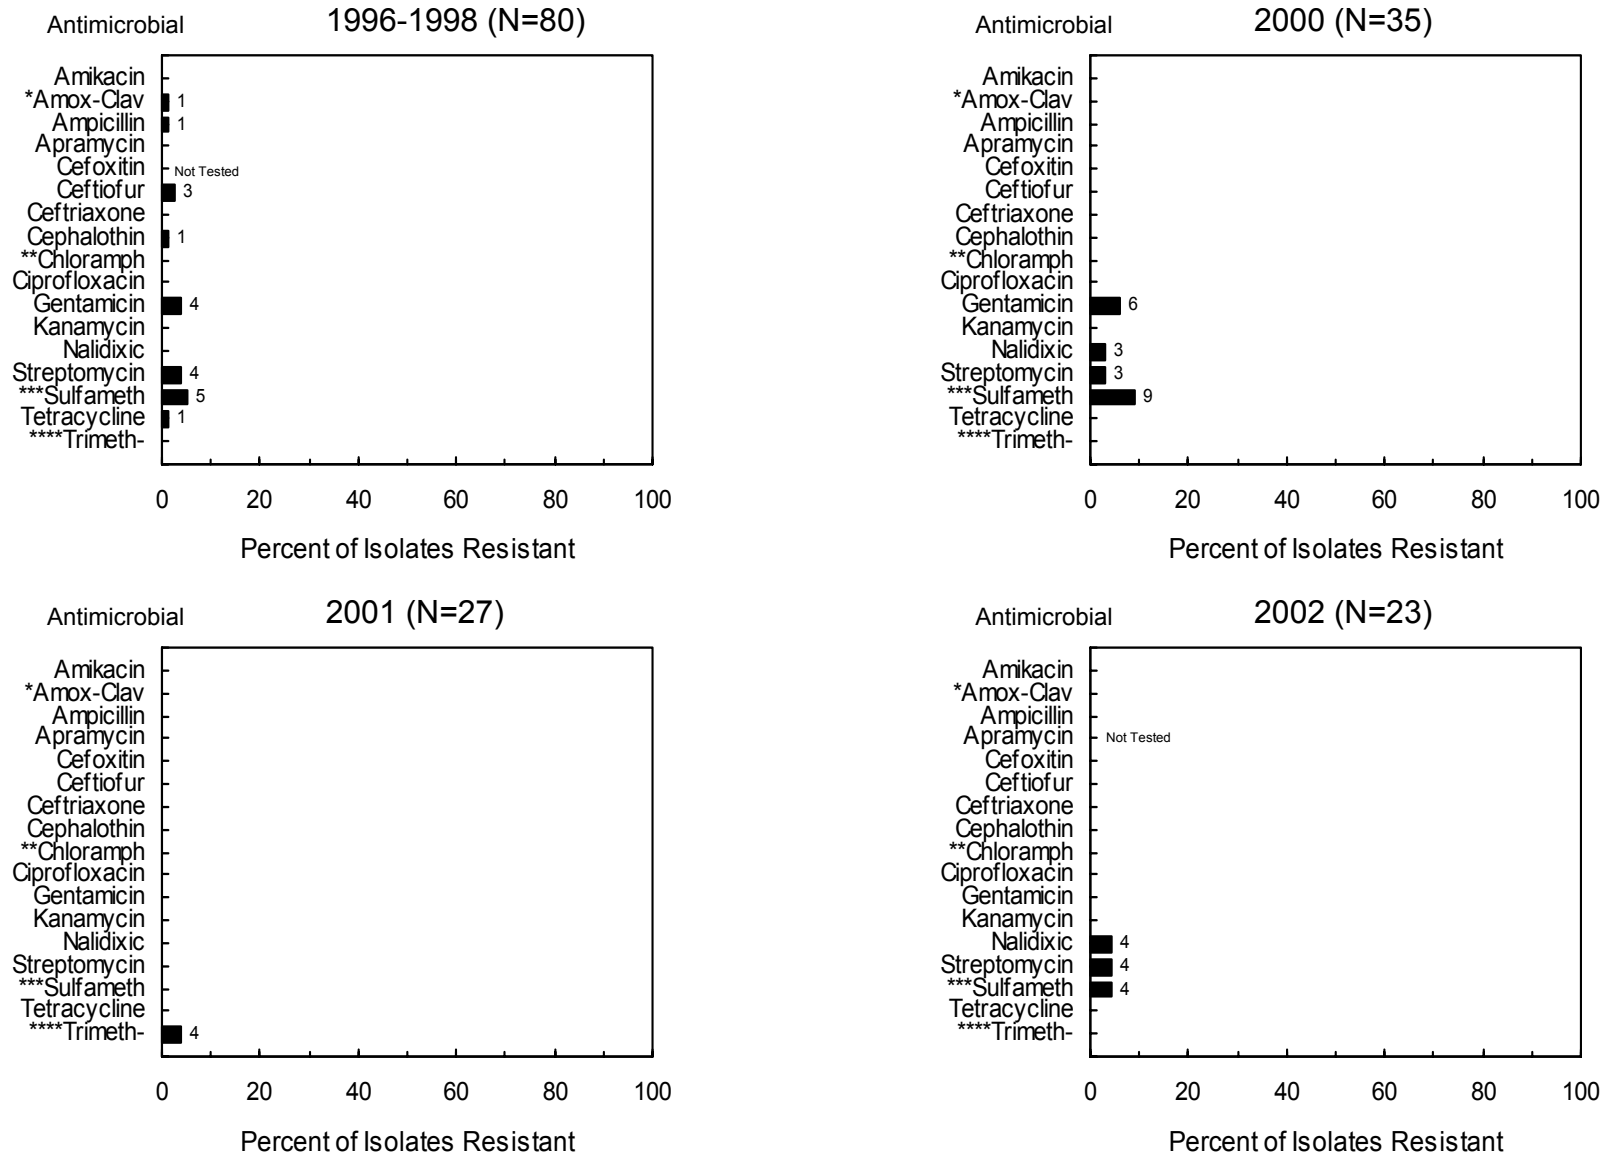 Antimicrobial
1996-1998 (N=80)
Amikacin
*Amox-Clav 1
Ampicillin 1
Apramycin
Cefoxitin Not Tested
Ceftiofur 3
Ceftriaxone
Cephalothin 1
**Chloramph
Ciprofloxacin
Gentamicin 4
Kanamycin
Nalidixic
Streptomycin 4
***Sulfameth 5
Tetracycline 1
****Trimeth-
0 20 40 60 80 100
Percent of Isolates Resistant
Antimicrobial
2000 (N=35)
Amikacin
*Amox-Clav
Ampicillin
Apramycin
Cefoxitin
Ceftiofur
Ceftriaxone
Cephalothin
**Chloramph
Ciprofloxacin
Gentamicin 6
Kanamycin
Nalidixic 3
Streptomycin 3
***Sulfameth 9
Tetracycline
****Trimeth-
0 20 40 60 80 100
Percent of Isolates Resistant
Antimicrobial
2001 (N=27)
Amikacin
*Amox-Clav
Ampicillin
Apramycin
Cefoxitin
Ceftiofur
Ceftriaxone
Cephalothin
**Chloramph
Ciprofloxacin
Gentamicin
Kanamycin
Nalidixic
Streptomycin
***Sulfameth
Tetracycline
****Trimeth- 4
0 20 40 60 80 100
Percent of Isolates Resistant
Antimicrobial
2002 (N=23)
Amikacin
*Amox-Clav
Ampicillin
Apramycin Not Tested
Cefoxitin
Ceftiofur
Ceftriaxone
Cephalothin
**Chloramph
Ciprofloxacin
Gentamicin
Kanamycin
Nalidixic 4
Streptomycin 4
***Sulfameth 4
Tetracycline
****Trimeth-
0 20 40 60 80 100
Percent of Isolates Resistant